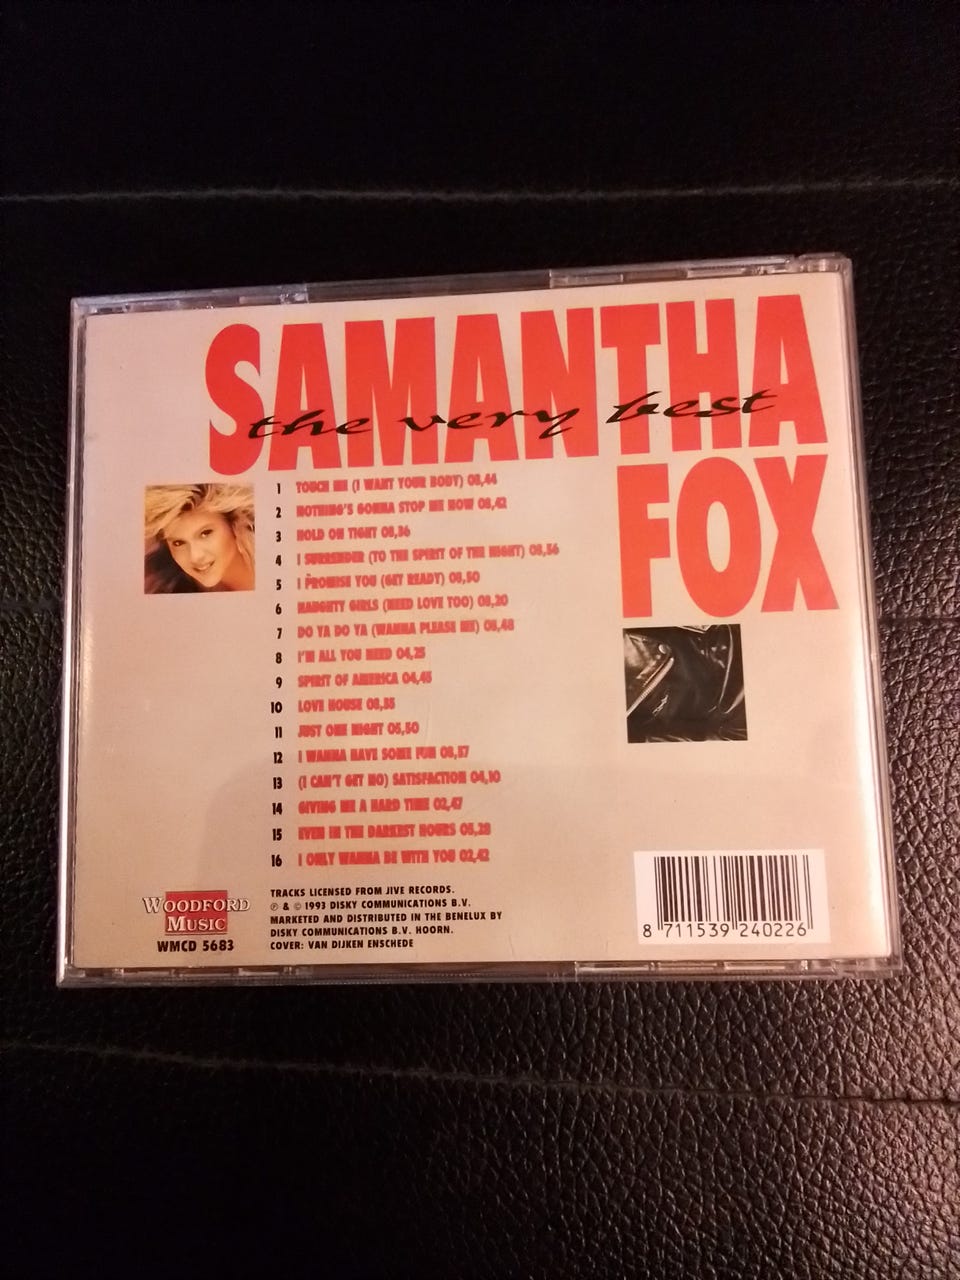 SAMANTHA
the very best
FOX
1 TOUCH ME (I WANT YOUR BODY) 03,44
2 NOTHING'S GONNA STOP ME NOW 03,42
3 HOLD ON TIGHT 03,36
4 I SURRENDER (TO THE SPIRIT OF THE NIGHT) 03,36
5 I PROMISE YOU (GET READY) 03,50
6 NAUGHTY GIRLS (NEED LOVE TOO) 03,20
7 DO YA DO YA (WANNA PLEASE ME) 03,48
8 I'M ALL YOU NEED 04,25
9 SPIRIT OF AMERICA 04,45
10 LOVE HOUSE 03,35
11 JUST ONE NIGHT 05,50
12 I WANNA HAVE SOME FUN 03,57
13 (I CAN'T GET NO) SATISFACTION 04,10
14 GIVING ME A HARD TIME 02,47
15 EVEN IN THE DARKEST HOURS 05,28
16 I ONLY WANNA BE WITH YOU 02,42
WOODFORD
MUSIC
WMCD 5683
TRACKS LICENSED FROM JIVE RECORDS.
℗ & © 1993 DISKY COMMUNICATIONS B.V.
MARKETED AND DISTRIBUTED IN THE BENELUX BY
DISKY COMMUNICATIONS B.V. HOORN.
COVER: VAN DIJKEN ENSCHEDE
8 711539 240226